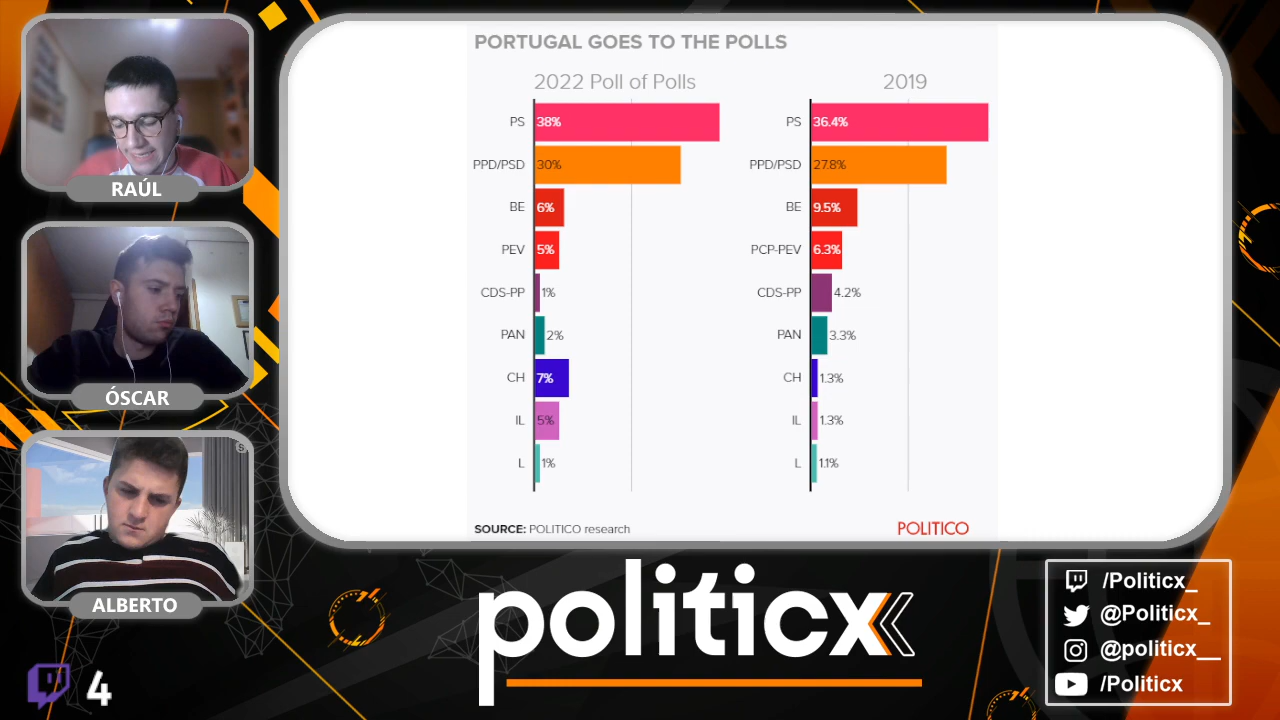 RAÚL
ÓSCAR
ALBERTO
4
PORTUGAL GOES TO THE POLLS
2022 Poll of Polls
PS 38%
PPD/PSD 30%
BE 6%
PEV 5%
CDS-PP 1%
PAN 2%
CH 7%
IL 5%
L 1%
2019
PS 36.4%
PPD/PSD 27.8%
BE 9.5%
PCP-PEV 6.3%
CDS-PP 4.2%
PAN 3.3%
CH 1.3%
IL 1.3%
L 1.1%
SOURCE: POLITICO research
POLITICO
politicx
/Politicx_
@Politicx_
@politicx__
/Politicx